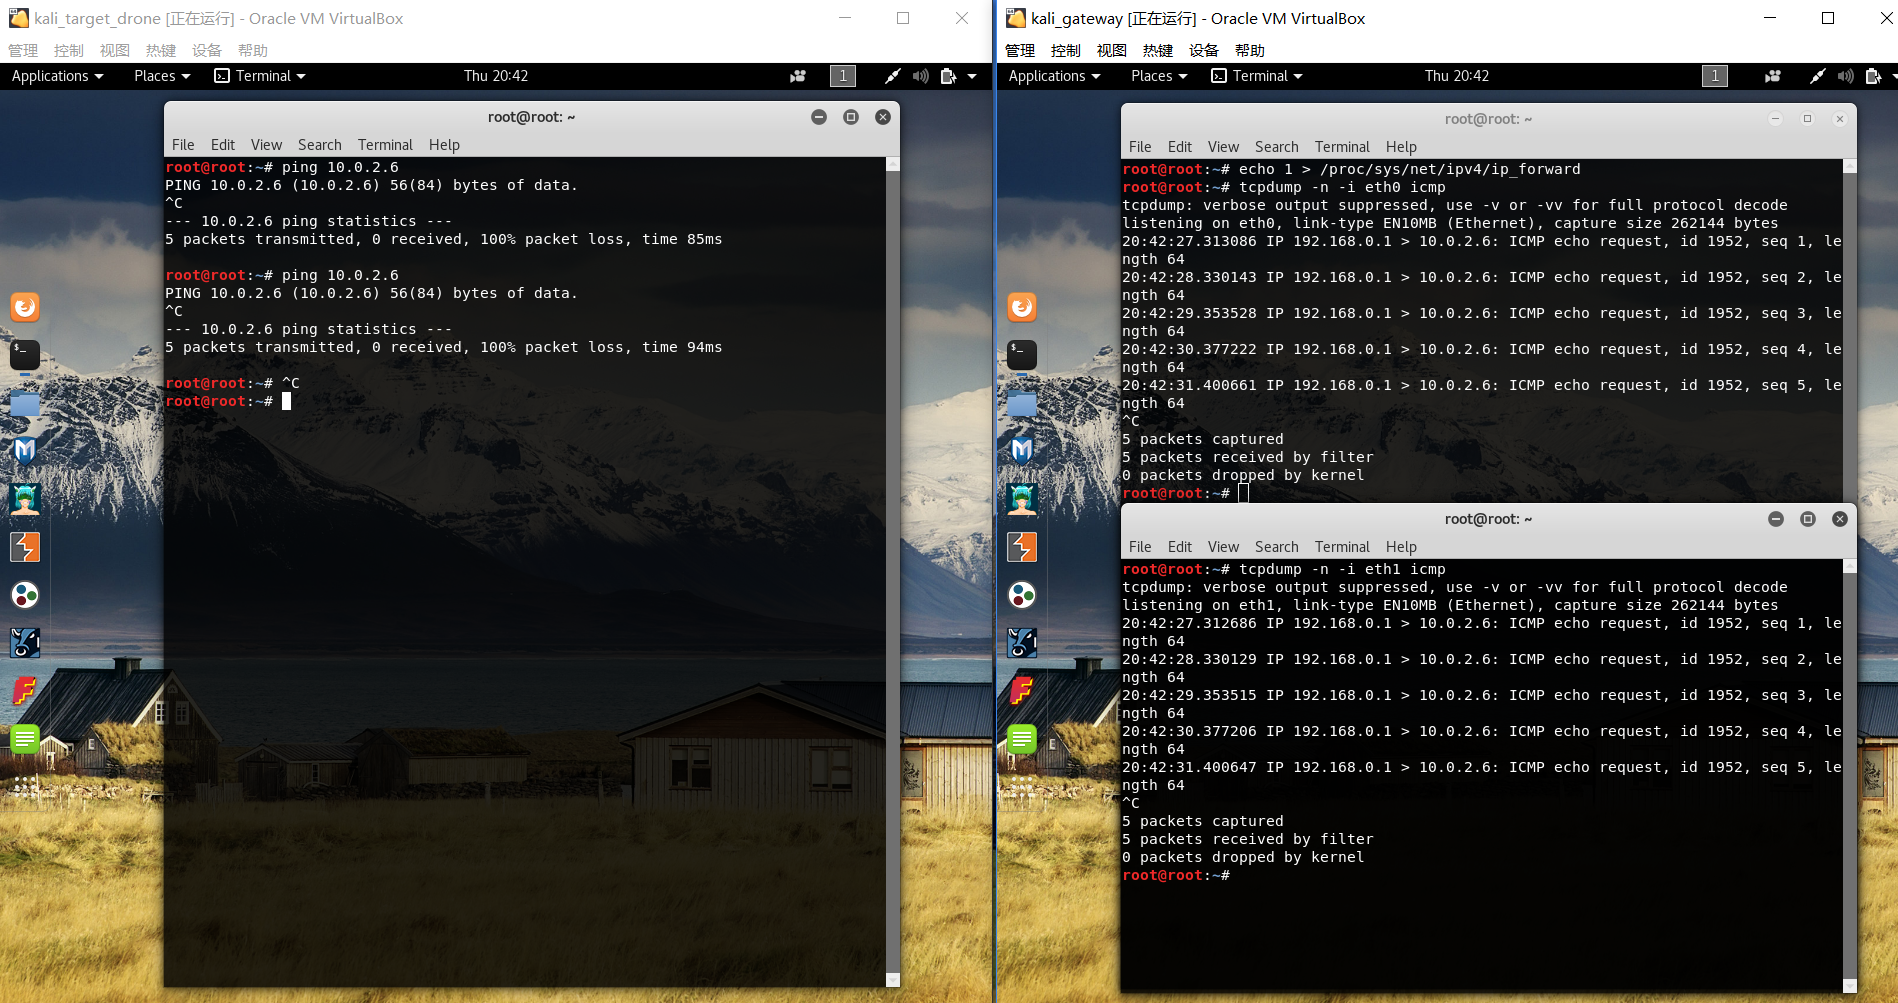 kali_target_drone [正在运行] - Oracle VM VirtualBox
管理 控制 视图 热键 设备 帮助
Applications Places Terminal Thu 20:42 1
root@root: ~
File Edit View Search Terminal Help
root@root:~# ping 10.0.2.6
PING 10.0.2.6 (10.0.2.6) 56(84) bytes of data.
^C
--- 10.0.2.6 ping statistics ---
5 packets transmitted, 0 received, 100% packet loss, time 85ms
root@root:~# ping 10.0.2.6
PING 10.0.2.6 (10.0.2.6) 56(84) bytes of data.
^C
--- 10.0.2.6 ping statistics ---
5 packets transmitted, 0 received, 100% packet loss, time 94ms
root@root:~# ^C
root@root:~#
kali_gateway [正在运行] - Oracle VM VirtualBox
管理 控制 视图 热键 设备 帮助
Applications Places Terminal Thu 20:42 1
root@root: ~
File Edit View Search Terminal Help
root@root:~# echo 1 > /proc/sys/net/ipv4/ip_forward
root@root:~# tcpdump -n -i eth0 icmp
tcpdump: verbose output suppressed, use -v or -vv for full protocol decode
listening on eth0, link-type EN10MB (Ethernet), capture size 262144 bytes
20:42:27.313086 IP 192.168.0.1 > 10.0.2.6: ICMP echo request, id 1952, seq 1, le
ngth 64
20:42:28.330143 IP 192.168.0.1 > 10.0.2.6: ICMP echo request, id 1952, seq 2, le
ngth 64
20:42:29.353528 IP 192.168.0.1 > 10.0.2.6: ICMP echo request, id 1952, seq 3, le
ngth 64
20:42:30.377222 IP 192.168.0.1 > 10.0.2.6: ICMP echo request, id 1952, seq 4, le
ngth 64
20:42:31.400661 IP 192.168.0.1 > 10.0.2.6: ICMP echo request, id 1952, seq 5, le
ngth 64
^C
5 packets captured
5 packets received by filter
0 packets dropped by kernel
root@root:~#
root@root: ~
File Edit View Search Terminal Help
root@root:~# tcpdump -n -i eth1 icmp
tcpdump: verbose output suppressed, use -v or -vv for full protocol decode
listening on eth1, link-type EN10MB (Ethernet), capture size 262144 bytes
20:42:27.312686 IP 192.168.0.1 > 10.0.2.6: ICMP echo request, id 1952, seq 1, le
ngth 64
20:42:28.330129 IP 192.168.0.1 > 10.0.2.6: ICMP echo request, id 1952, seq 2, le
ngth 64
20:42:29.353515 IP 192.168.0.1 > 10.0.2.6: ICMP echo request, id 1952, seq 3, le
ngth 64
20:42:30.377206 IP 192.168.0.1 > 10.0.2.6: ICMP echo request, id 1952, seq 4, le
ngth 64
20:42:31.400647 IP 192.168.0.1 > 10.0.2.6: ICMP echo request, id 1952, seq 5, le
ngth 64
^C
5 packets captured
5 packets received by filter
0 packets dropped by kernel
root@root:~#